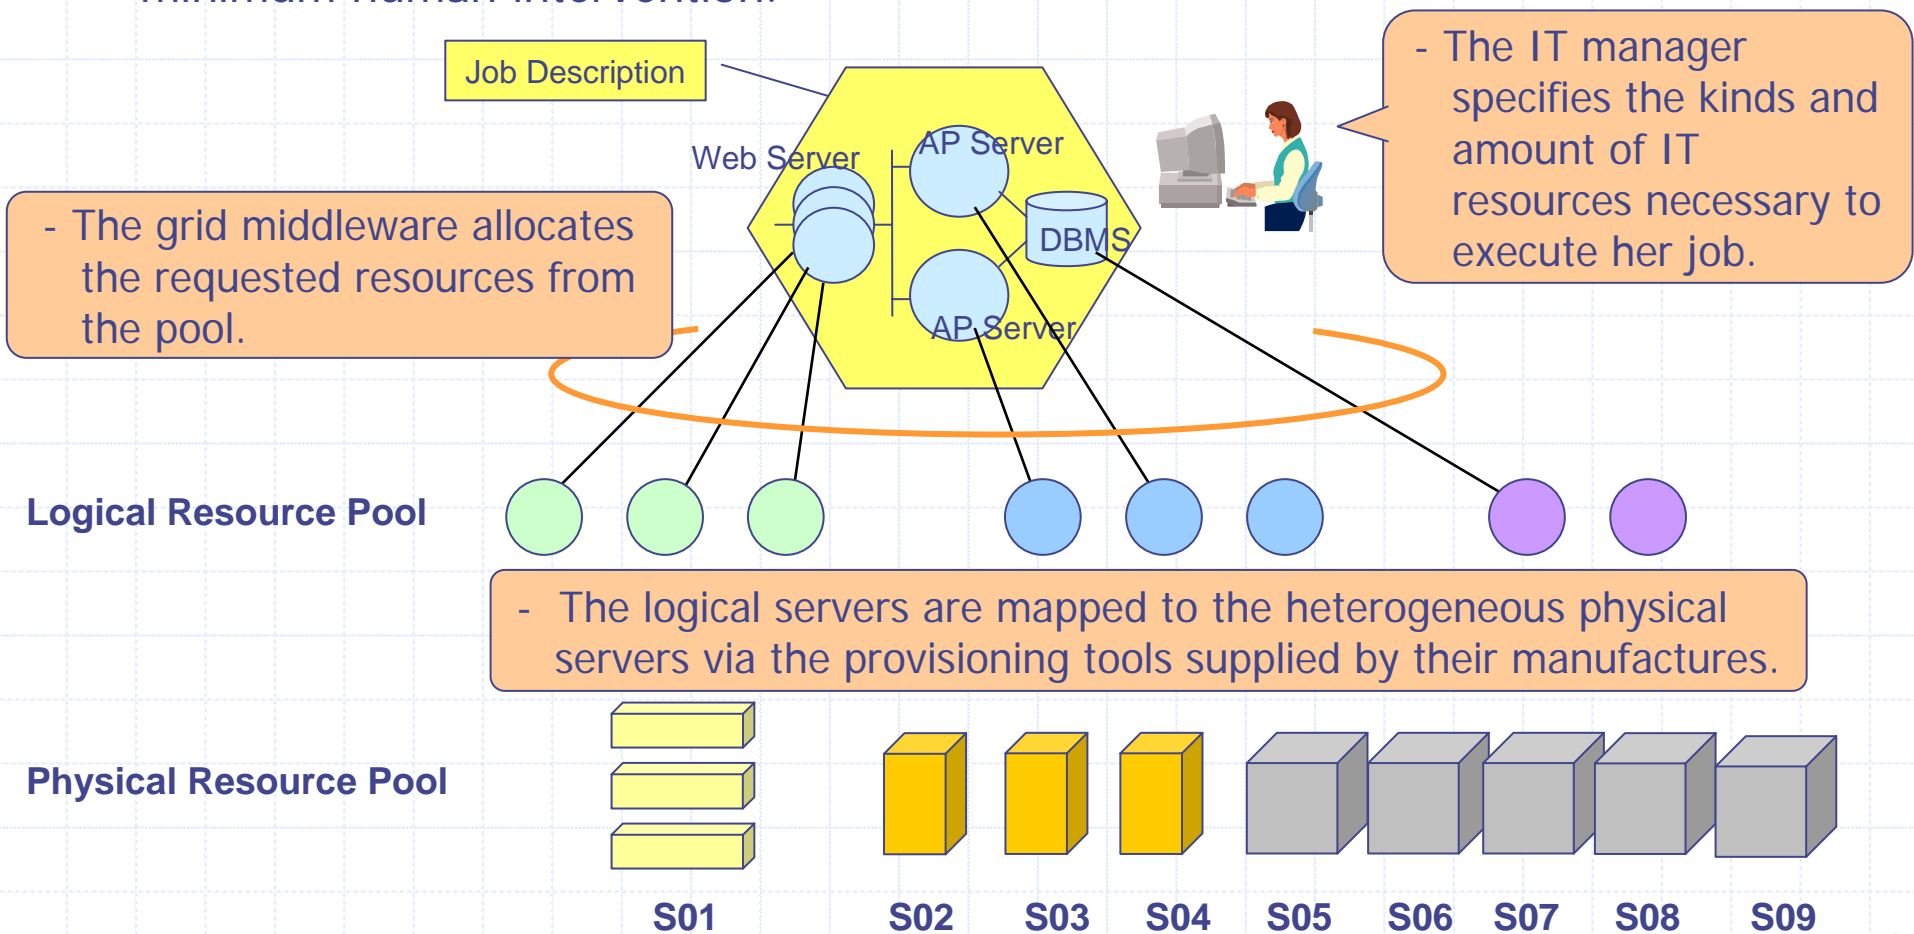 minimum human intervention.
Job Description
- The IT manager
specifies the kinds and
amount of IT
resources necessary to
execute her job.
Web Server
AP Server
DBMS
AP Server
- The grid middleware allocates
the requested resources from
the pool.
Logical Resource Pool
- The logical servers are mapped to the heterogeneous physical
servers via the provisioning tools supplied by their manufactures.
Physical Resource Pool
S01 S02 S03 S04 S05 S06 S07 S08 S09